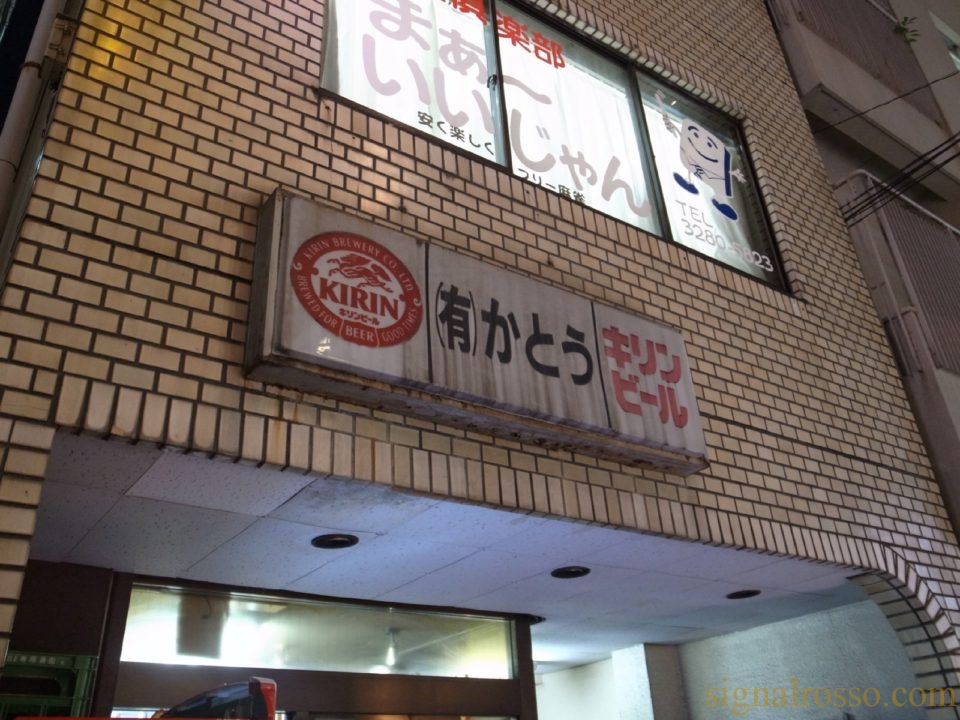 倶楽部
まぁ〜
いいじゃん
安く楽しく
フリー麻雀
TEL
3280-5803
KIRIN BREWERY CO., LTD.
KIRIN
キリンビール
BREWED FOR GOOD TIMES
BEER
(有)かとう
キリン
ビール
signalrosso.com